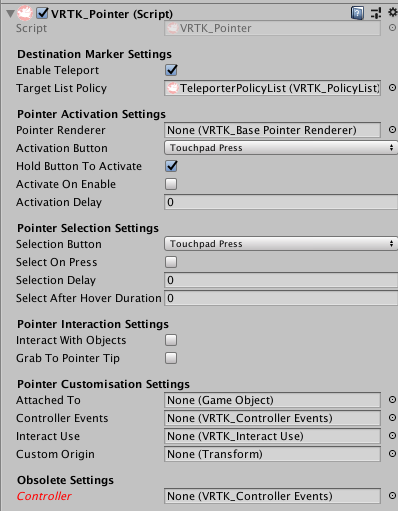 VRTK_Pointer (Script)
Script VRTK_Pointer
Destination Marker Settings
Enable Teleport
Target List Policy TeleporterPolicyList (VRTK_PolicyList)
Pointer Activation Settings
Pointer Renderer None (VRTK_Base Pointer Renderer)
Activation Button Touchpad Press
Hold Button To Activate
Activate On Enable
Activation Delay 0
Pointer Selection Settings
Selection Button Touchpad Press
Select On Press
Selection Delay 0
Select After Hover Duration 0
Pointer Interaction Settings
Interact With Objects
Grab To Pointer Tip
Pointer Customisation Settings
Attached To None (Game Object)
Controller Events None (VRTK_Controller Events)
Interact Use None (VRTK_Interact Use)
Custom Origin None (Transform)
Obsolete Settings
Controller None (VRTK_Controller Events)